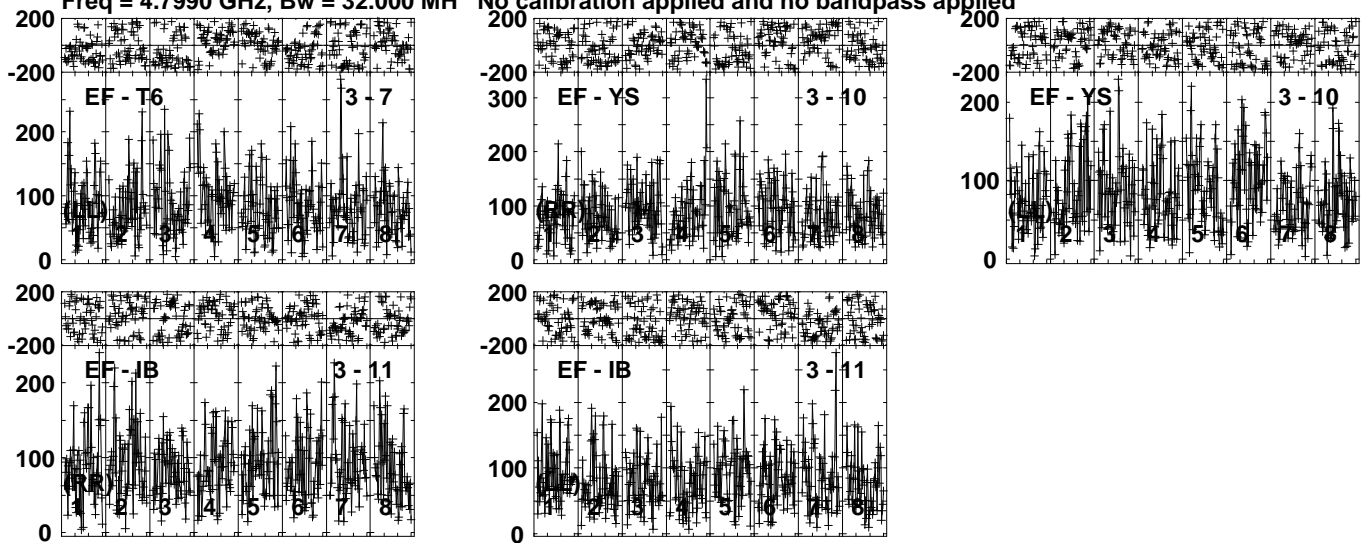 Freq = 4.7990 GHz, Bw = 32.000 MH No calibration applied and no bandpass applied
200
-200
EF - T6 3 - 7
200
100
(LL)
1 2 3 4 5 6 7 8
0
200
-200
300
EF - YS 3 - 10
200
100
(RR)
1 2 3 4 5 6 7 8
0
200
-200
EF - YS 3 - 10
200
100
(LL)
1 2 3 4 5 6 7 8
0
200
-200
EF - IB 3 - 11
200
100
(RR)
1 2 3 4 5 6 7 8
0
200
-200
EF - IB 3 - 11
200
100
(LL)
1 2 3 4 5 6 7 8
0